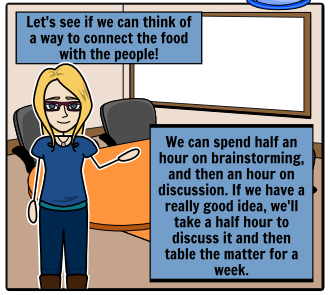 Let's see if we can think of
a way to connect the food
with the people!
We can spend half an
hour on brainstorming,
and then an hour on
discussion. If we have a
really good idea, we'll
take a half hour to
discuss it and then
table the matter for a
week.